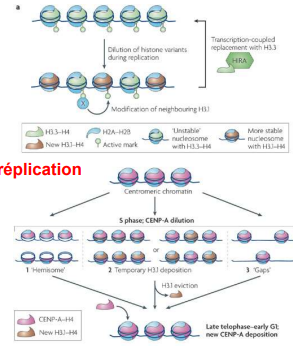 a
Transcription-coupled
replacement with H3.3
HIRA
Dilution of histone variants
during replication
X
Modification of neighbouring H3.1
H3.3–H4
New H3.1–H4
H2A–H2B
Active mark
'Unstable'
nucleosome
with H3.3–H4
More stable
nucleosome
with H3.1–H4
réplication
Centromeric chromatin
S phase; CENP-A dilution
or
1 'Hemisome'
2 Temporary H3.1 deposition
3 'Gaps'
H3.1 eviction
CENP-A–H4
New H3.1–H4
Late telophase–early G1;
new CENP-A deposition